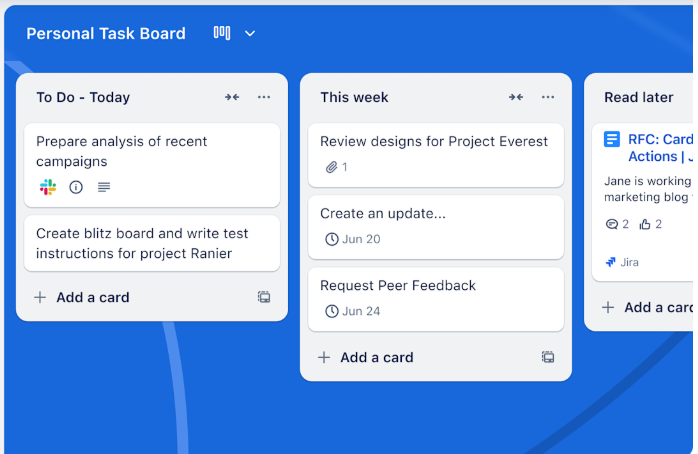 Personal Task Board
To Do - Today
Prepare analysis of recent
campaigns
Create blitz board and write test
instructions for project Ranier
Add a card
This week
Review designs for Project Everest
1
Create an update...
Jun 20
Request Peer Feedback
Jun 24
Add a card
Read later
RFC: Card
Actions |
Jane is working
marketing blog
2 2
Jira
Add a